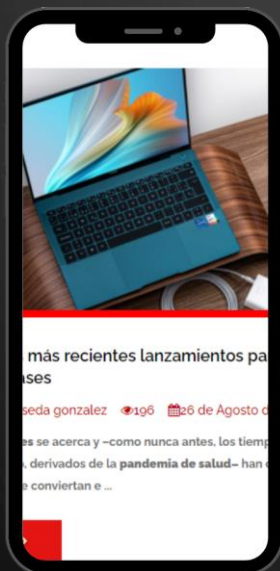 más recientes lanzamientos pa
ases
seda gonzalez 196 26 de Agosto d
es se acerca y –como nunca antes, los tiemp
, derivados de la pandemia de salud– han
e conviertan e ...